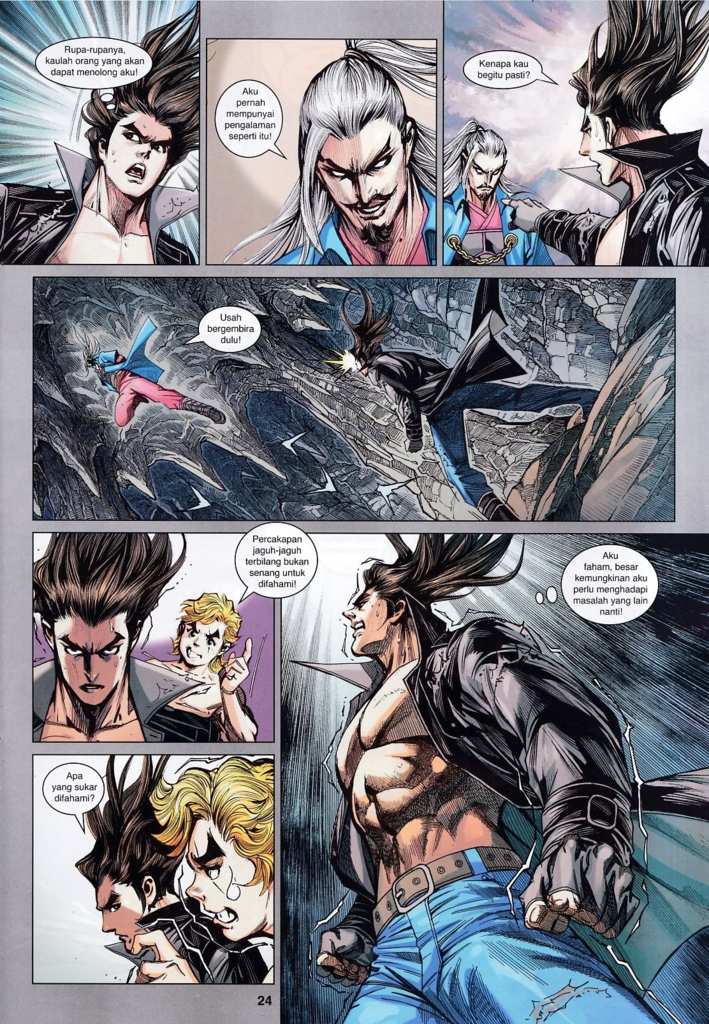 Rupa-rupanya,
kaulah orang yang akan
dapat menolong aku!
Aku
pernah
mempunyai
pengalaman
seperti itu!
Kenapa kau
begitu pasti?
Usah
bergembira
dulu!
Percakapan
jaguh-jaguh
terbilang bukan
senang untuk
difahami!
Aku
faham, besar
kemungkinan aku
perlu menghadapi
masalah yang lain
nanti!
Apa
yang sukar
difahami?
24